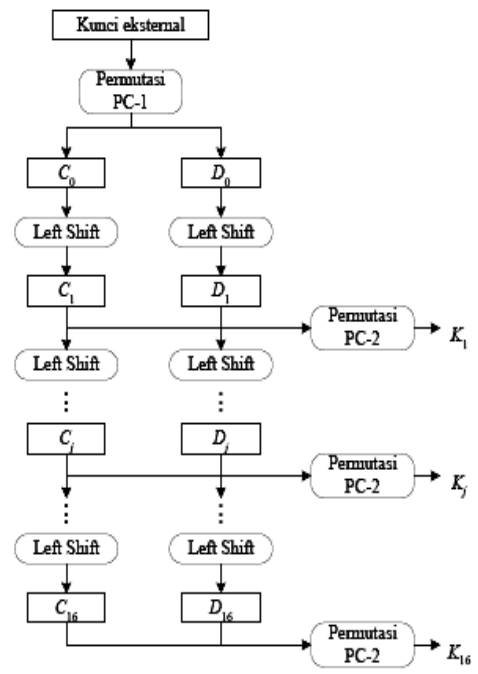 Kunci eksternal
Permutasi
PC-1
C0 D0
Left Shift Left Shift
C1 D1
Permutasi
PC-2
K1
Left Shift Left Shift
Cj Dj
Permutasi
PC-2
Kj
Left Shift Left Shift
C16 D16
Permutasi
PC-2
K16